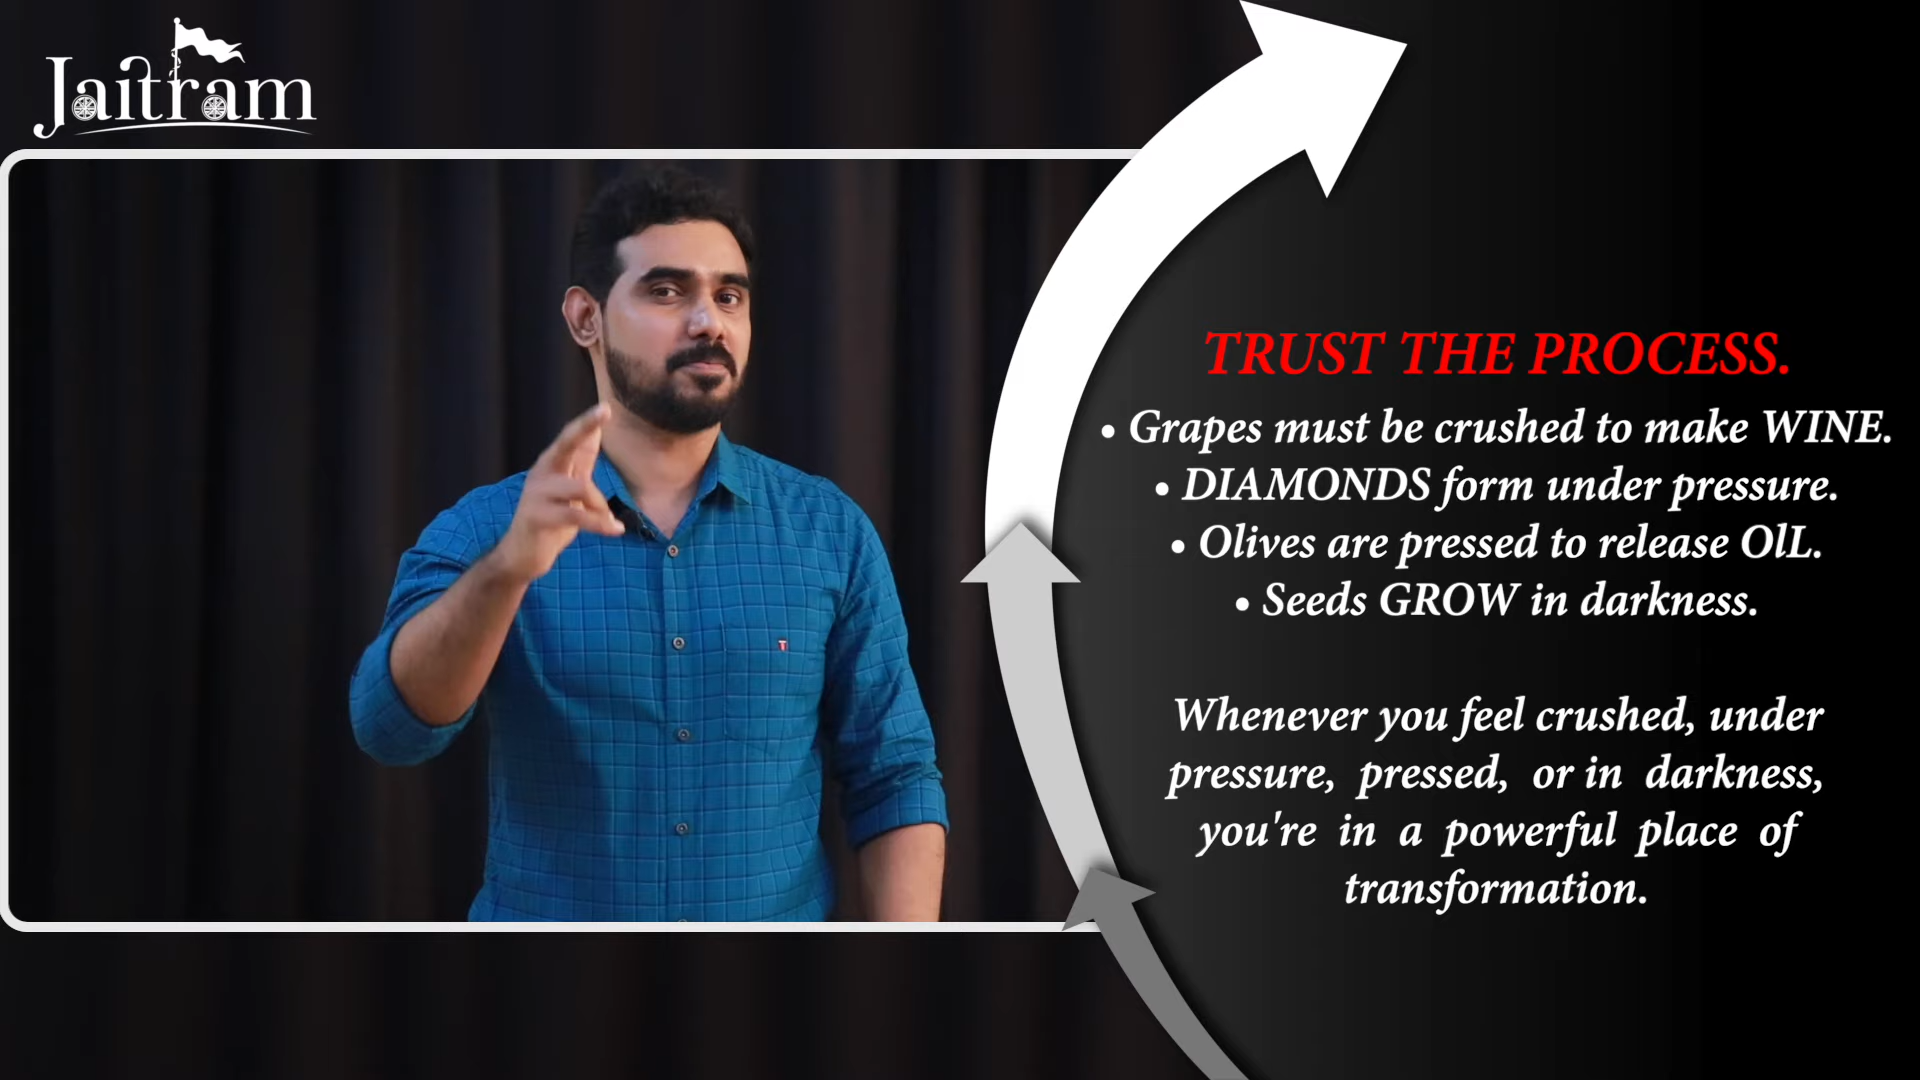 Jaitram
TRUST THE PROCESS.
• Grapes must be crushed to make WINE.
• DIAMONDS form under pressure.
• Olives are pressed to release OlL.
• Seeds GROW in darkness.
Whenever you feel crushed, under
pressure, pressed, or in darkness,
you're in a powerful place of
transformation.